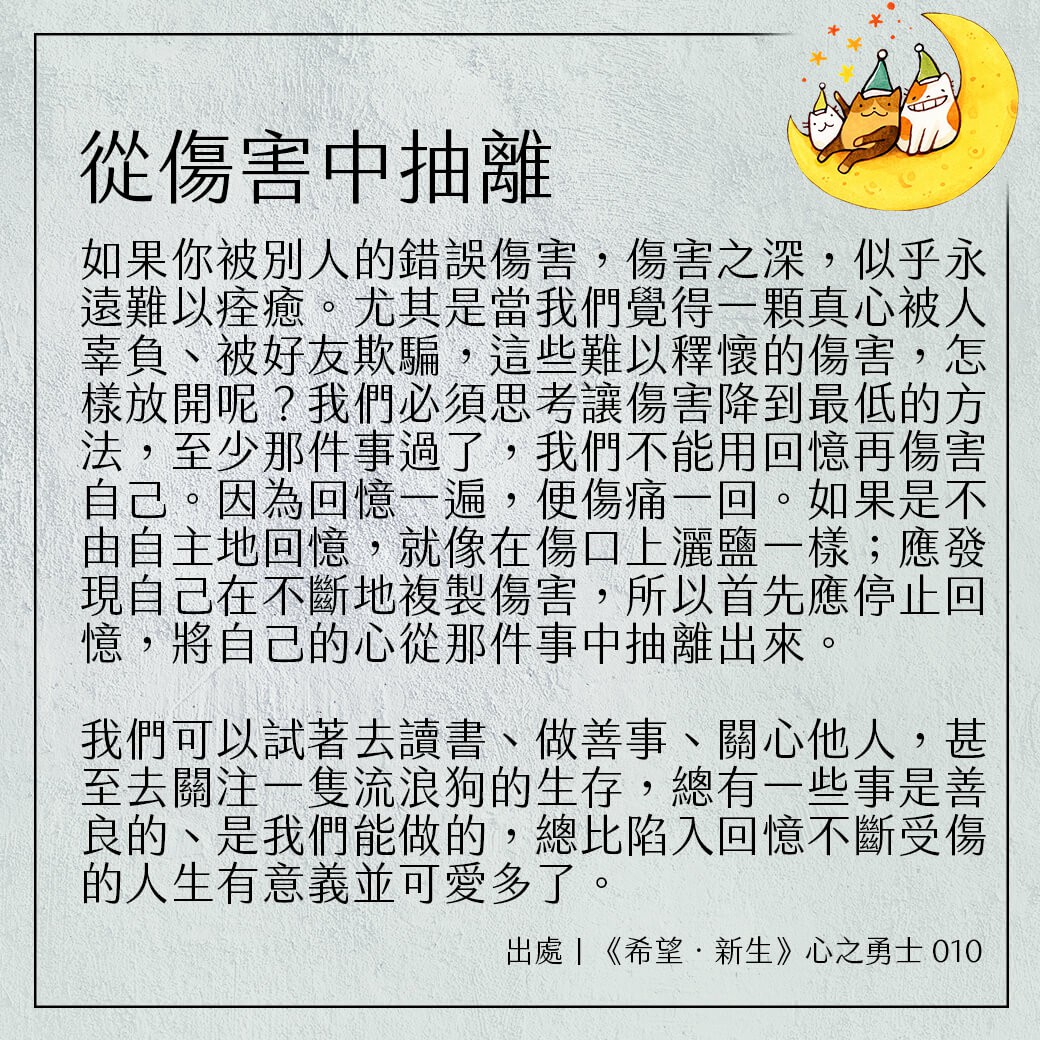 從傷害中抽離
如果你被別人的錯誤傷害，傷害之深，似乎永
遠難以痊癒。尤其是當我們覺得一顆真心被人
辜負、被好友欺騙，這些難以釋懷的傷害，怎
樣放開呢？我們必須思考讓傷害降到最低的方
法，至少那件事過了，我們不能用回憶再傷害
自己。因為回憶一遍，便傷痛一回。如果是不
由自主地回憶，就像在傷口上灑鹽一樣；應發
現自己在不斷地複製傷害，所以首先應停止回
憶，將自己的心從那件事中抽離出來。
我們可以試著去讀書、做善事、關心他人，甚
至去關注一隻流浪狗的生存，總有一些事是善
良的、是我們能做的，總比陷入回憶不斷受傷
的人生有意義並可愛多了。
出處｜《希望．新生》心之勇士 010